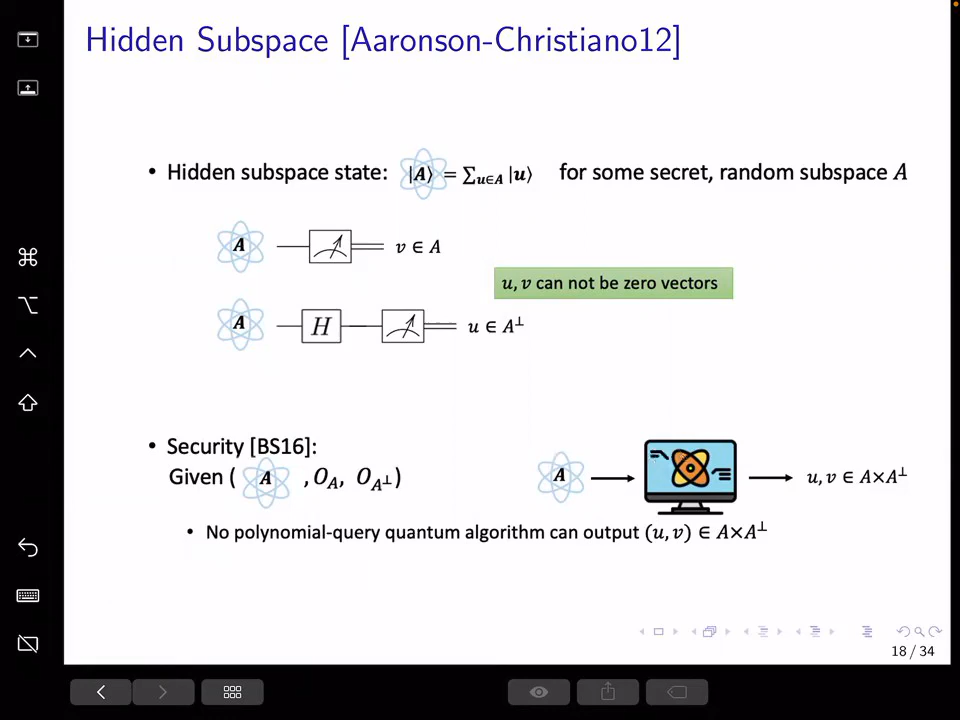 Hidden Subspace [Aaronson-Christiano12]
• Hidden subspace state: |A⟩ = ∑u∈A |u⟩ for some secret, random subspace A
A v ∈ A
u, v can not be zero vectors
A H u ∈ A⊥
• Security [BS16]:
Given ( A , O_A, O_A⊥)
A u, v ∈ A×A⊥
• No polynomial-query quantum algorithm can output (u, v) ∈ A×A⊥
18 / 34